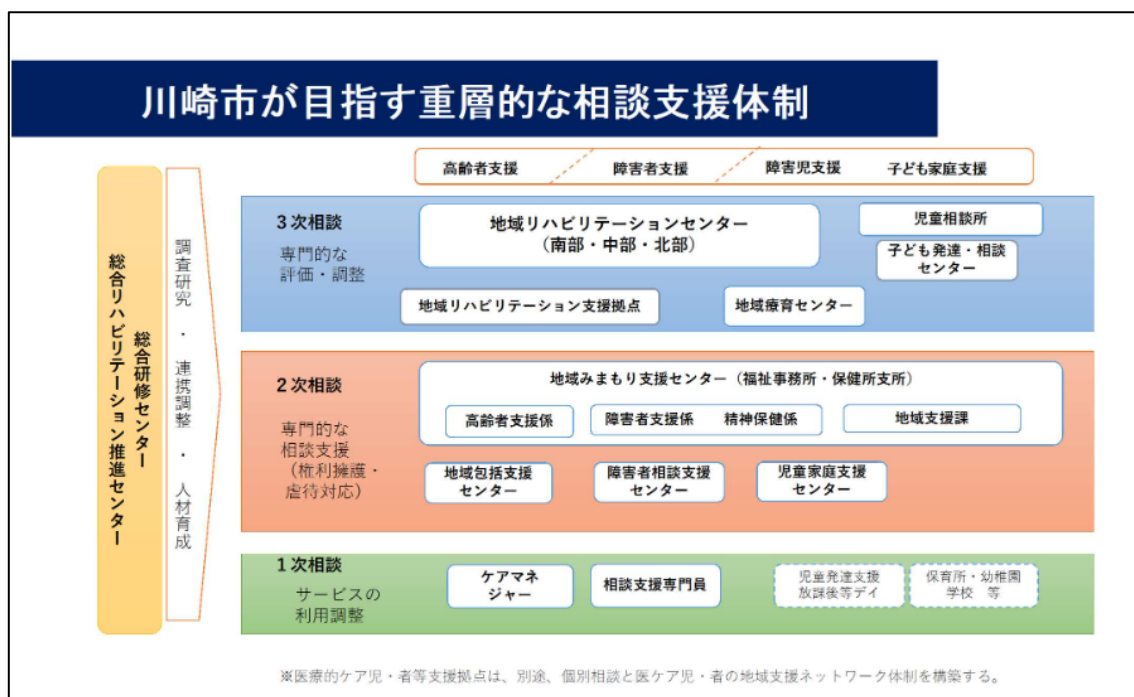 川崎市が目指す重層的な相談支援体制
総合研修センター
総合リハビリテーション推進センター
調査研究・連携調整・人材育成
高齢者支援
障害者支援
障害児支援
子ども家庭支援
3次相談
専門的な
評価・調整
地域リハビリテーションセンター
（南部・中部・北部）
児童相談所
子ども発達・相談
センター
地域リハビリテーション支援拠点
地域療育センター
2次相談
専門的な
相談支援
（権利擁護・
虐待対応）
地域みまもり支援センター（福祉事務所・保健所支所）
高齢者支援係
障害者支援係 精神保健係
地域支援課
地域包括支援
センター
障害者相談支援
センター
児童家庭支援
センター
1次相談
サービスの
利用調整
ケアマネ
ジャー
相談支援専門員
児童発達支援
放課後等デイ
保育所・幼稚園
学校 等
※医療的ケア児・者等支援拠点は、別途、個別相談と医ケア児・者の地域支援ネットワーク体制を構築する。